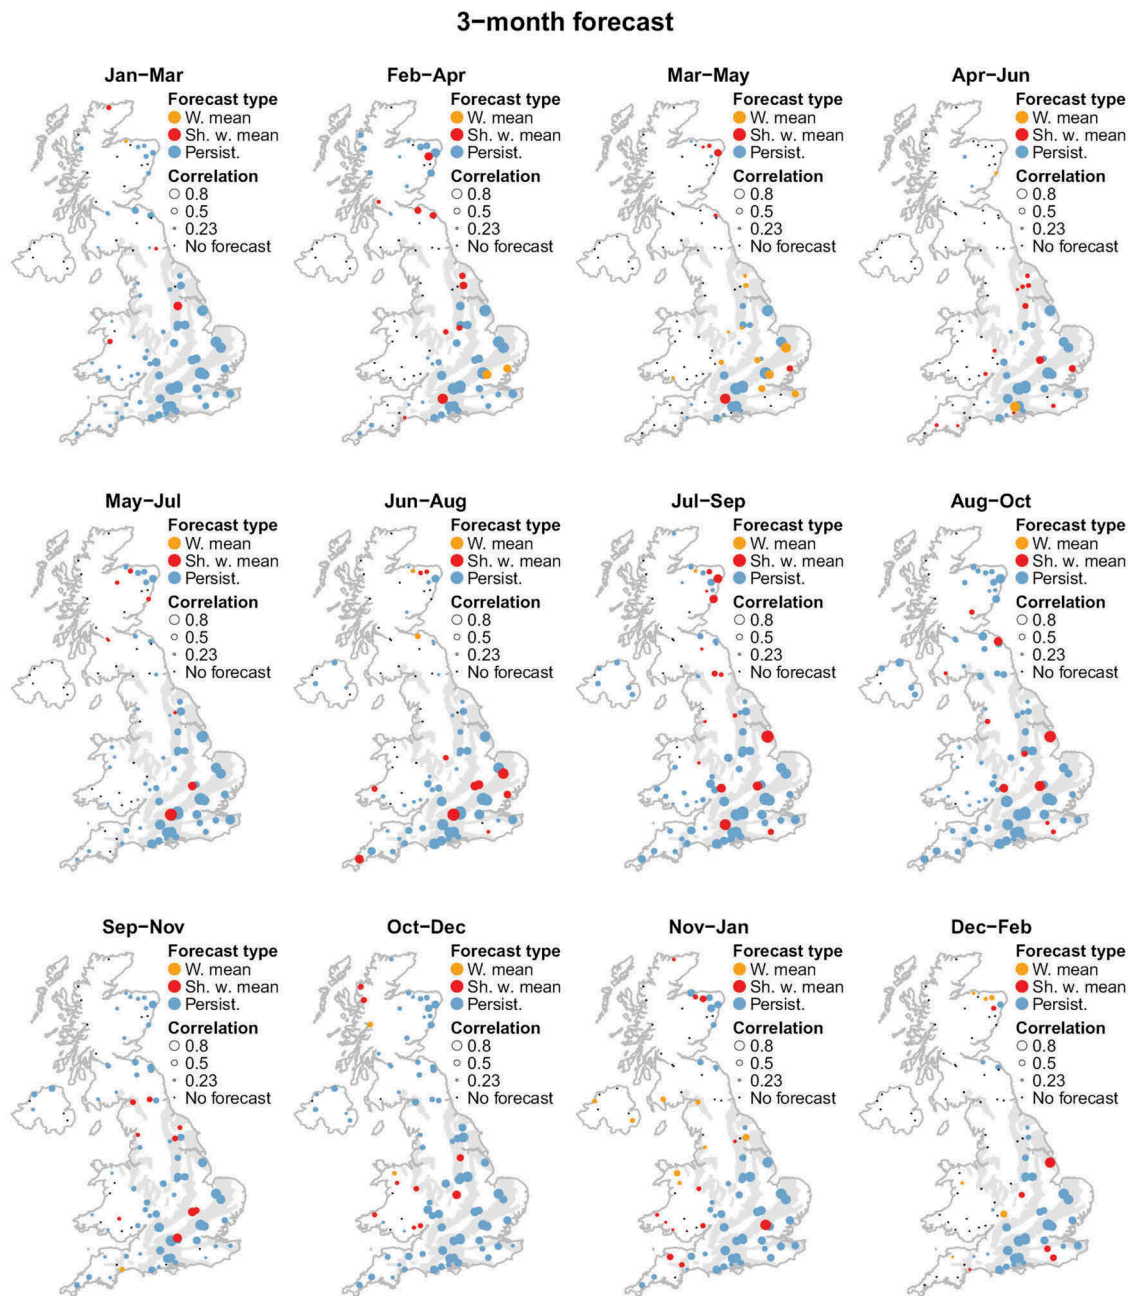 3−month forecast
Jan−Mar
Forecast type
W. mean
Sh. w. mean
Persist.
Correlation
0.8
0.5
0.23
No forecast
Feb−Apr
Forecast type
W. mean
Sh. w. mean
Persist.
Correlation
0.8
0.5
0.23
No forecast
Mar−May
Forecast type
W. mean
Sh. w. mean
Persist.
Correlation
0.8
0.5
0.23
No forecast
Apr−Jun
Forecast type
W. mean
Sh. w. mean
Persist.
Correlation
0.8
0.5
0.23
No forecast
May−Jul
Forecast type
W. mean
Sh. w. mean
Persist.
Correlation
0.8
0.5
0.23
No forecast
Jun−Aug
Forecast type
W. mean
Sh. w. mean
Persist.
Correlation
0.8
0.5
0.23
No forecast
Jul−Sep
Forecast type
W. mean
Sh. w. mean
Persist.
Correlation
0.8
0.5
0.23
No forecast
Aug−Oct
Forecast type
W. mean
Sh. w. mean
Persist.
Correlation
0.8
0.5
0.23
No forecast
Sep−Nov
Forecast type
W. mean
Sh. w. mean
Persist.
Correlation
0.8
0.5
0.23
No forecast
Oct−Dec
Forecast type
W. mean
Sh. w. mean
Persist.
Correlation
0.8
0.5
0.23
No forecast
Nov−Jan
Forecast type
W. mean
Sh. w. mean
Persist.
Correlation
0.8
0.5
0.23
No forecast
Dec−Feb
Forecast type
W. mean
Sh. w. mean
Persist.
Correlation
0.8
0.5
0.23
No forecast